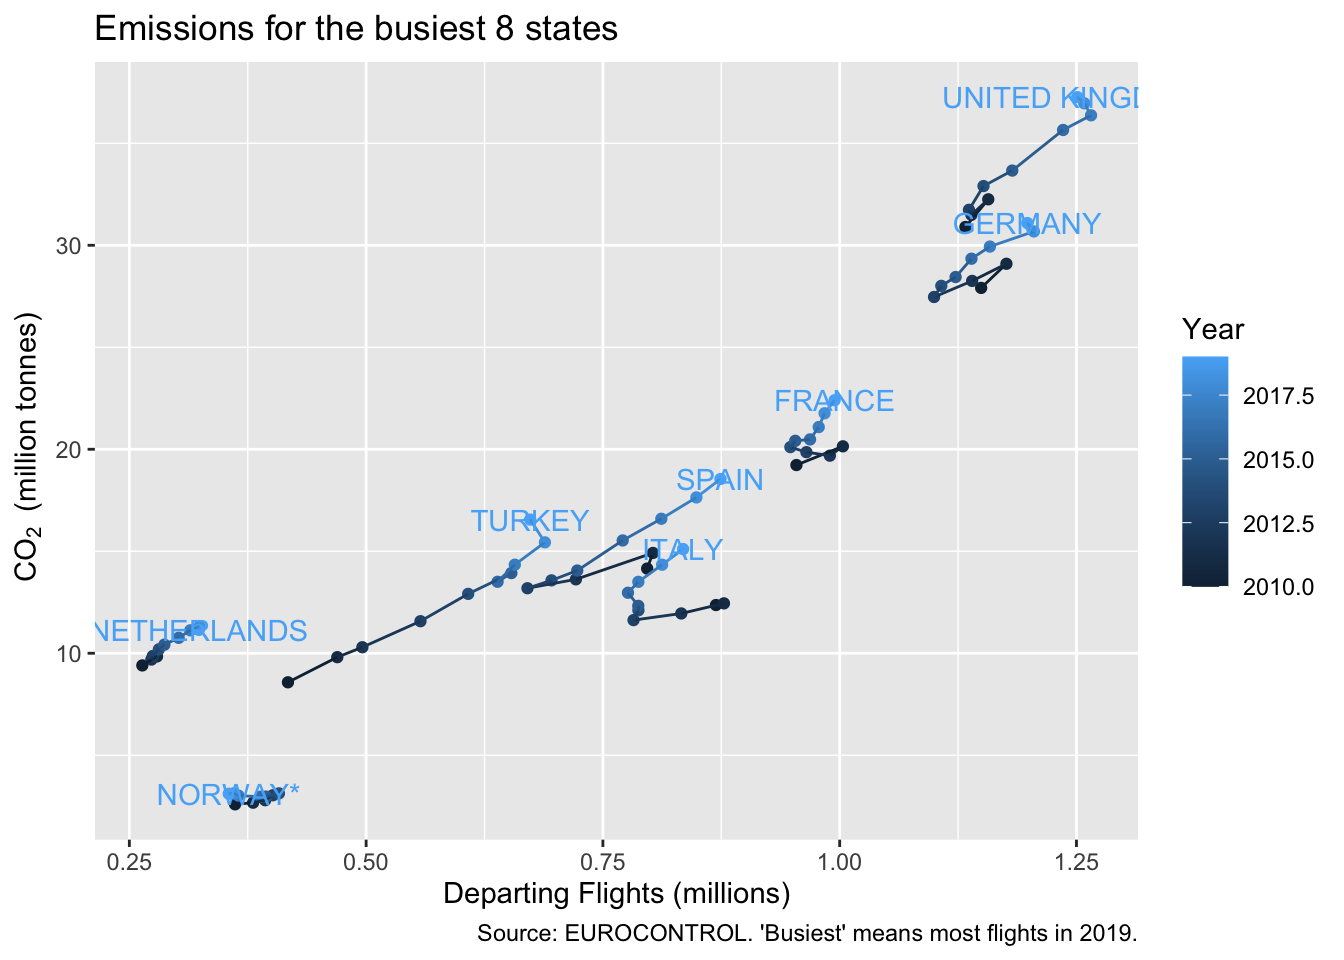 Emissions for the busiest 8 states
CO2 (million tonnes)
30
20
10
UNITED KINGD
GERMANY
FRANCE
SPAIN
TURKEY
ITALY
NETHERLANDS
NORWAY*
0.25
0.50
0.75
1.00
1.25
Departing Flights (millions)
Year
2017.5
2015.0
2012.5
2010.0
Source: EUROCONTROL. 'Busiest' means most flights in 2019.